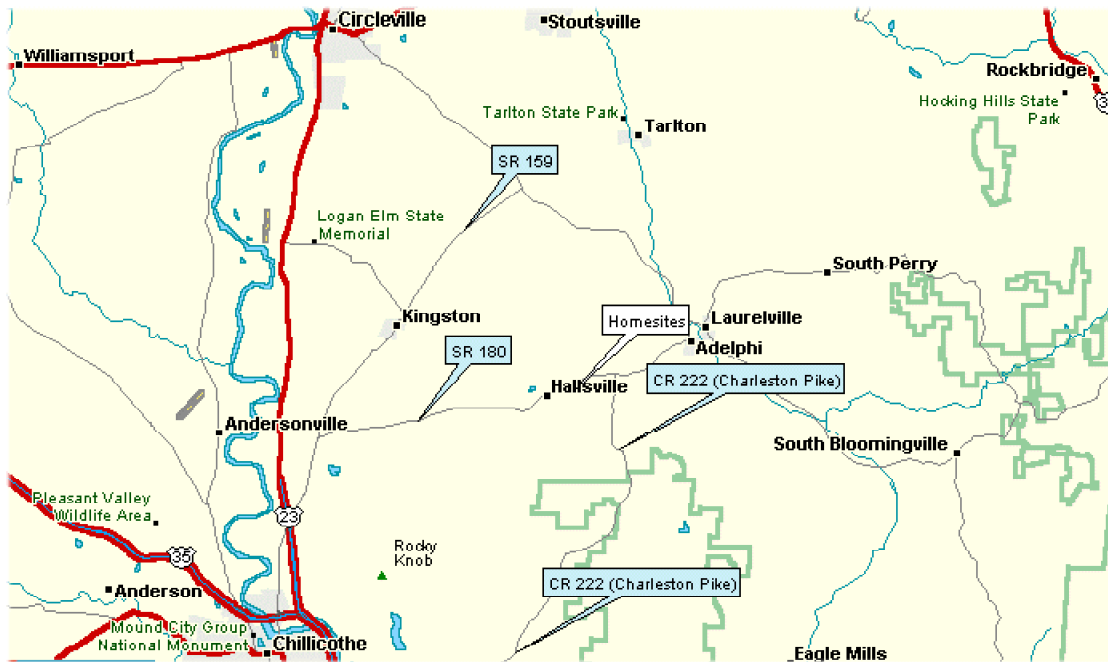 Circleville
Stoutsville
Williamsport
Rockbridge
Hocking Hills State
Park
3
Tarlton State Park
Tarlton
SR 159
Logan Elm State
Memorial
South Perry
Kingston
Homesites
Laurelville
Adelphi
SR 180
Hallsville
CR 222 (Charleston Pike)
Andersonville
South Bloomingville
Pleasant Valley
Wildlife Area
23
35
Rocky
Knob
Anderson
CR 222 (Charleston Pike)
Mound City Group
National Monument
Chillicothe
Eagle Mills